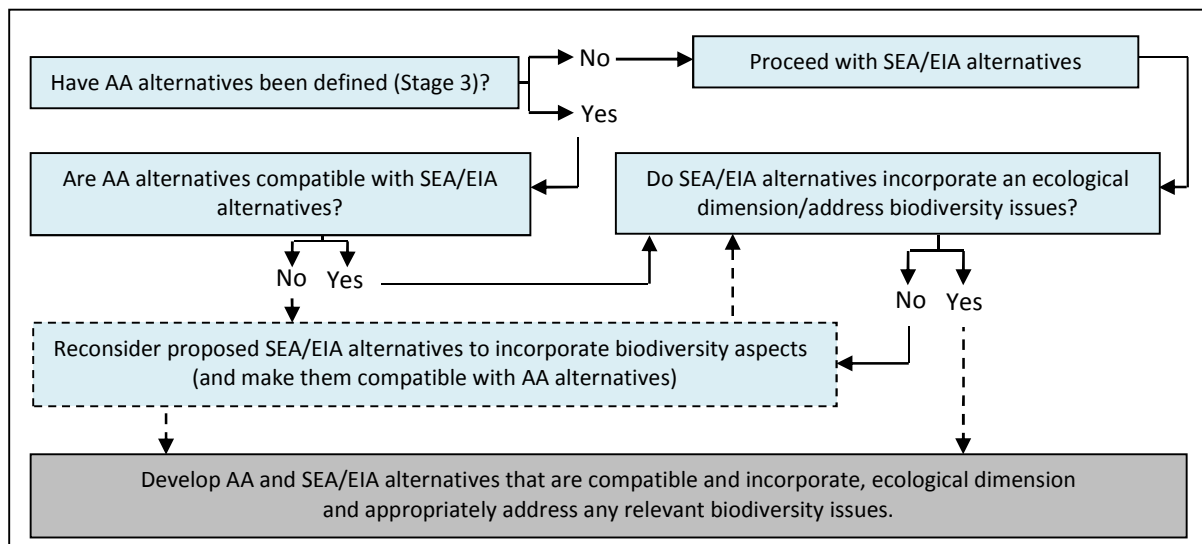 Have AA alternatives been defined (Stage 3)?
No
Proceed with SEA/EIA alternatives
Yes
Are AA alternatives compatible with SEA/EIA
alternatives?
Do SEA/EIA alternatives incorporate an ecological
dimension/address biodiversity issues?
No Yes
No Yes
Reconsider proposed SEA/EIA alternatives to incorporate biodiversity aspects
(and make them compatible with AA alternatives)
Develop AA and SEA/EIA alternatives that are compatible and incorporate, ecological dimension
and appropriately address any relevant biodiversity issues.